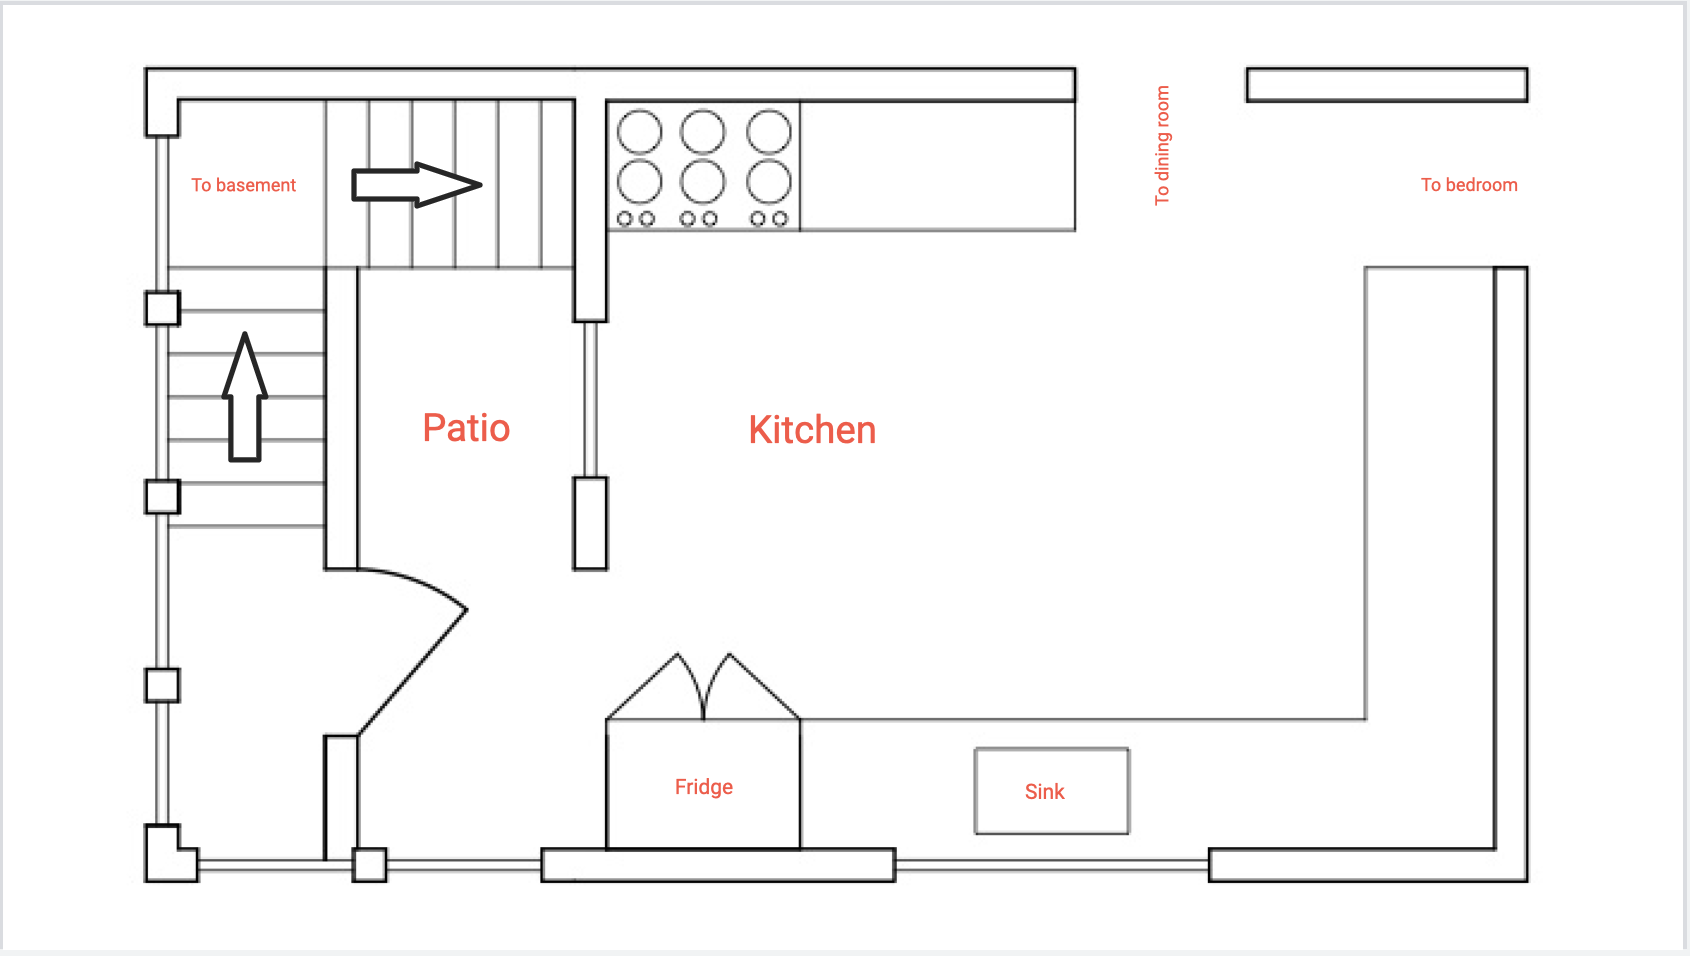 To dining room
To basement
To bedroom
Patio
Kitchen
Fridge
Sink